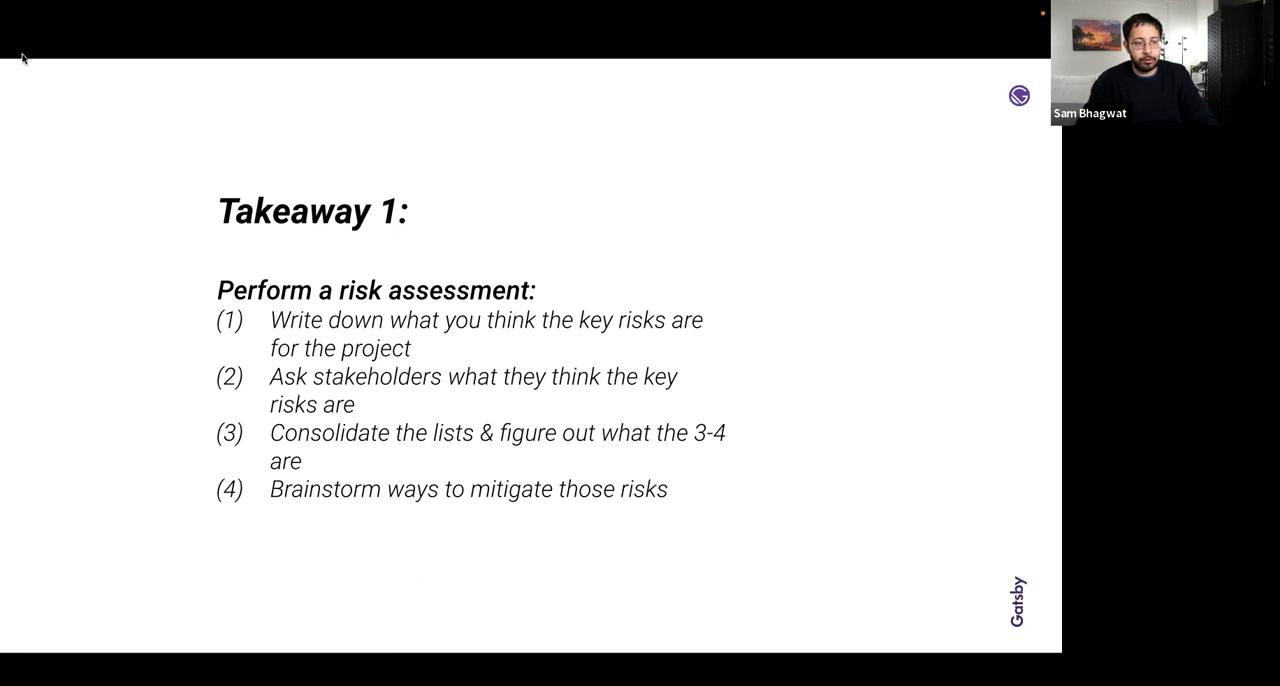 Sam Bhagwat
Takeaway 1:
Perform a risk assessment:
(1) Write down what you think the key risks are
for the project
(2) Ask stakeholders what they think the key
risks are
(3) Consolidate the lists & figure out what the 3-4
are
(4) Brainstorm ways to mitigate those risks
Gatsby